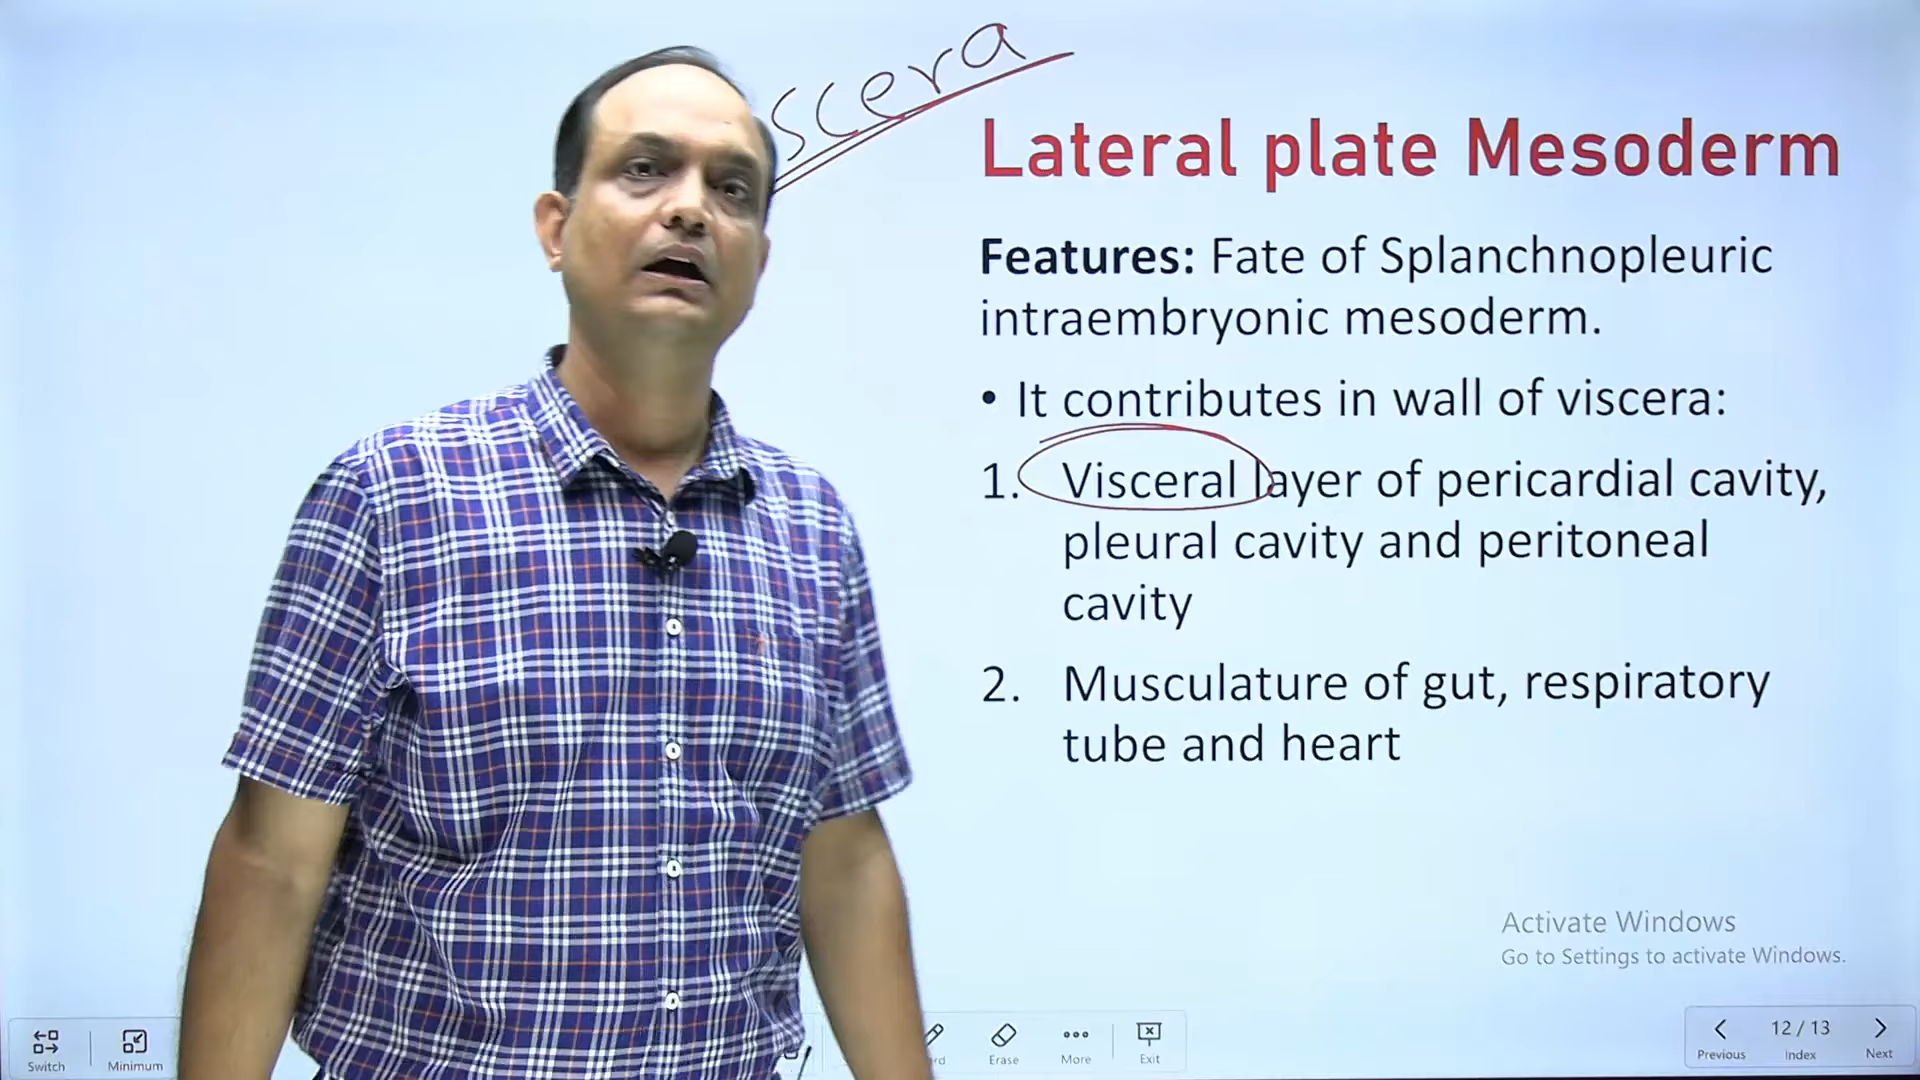 scera
Lateral plate Mesoderm
Features: Fate of Splanchnopleuric
intraembryonic mesoderm.
• It contributes in wall of viscera:
1. Visceral layer of pericardial cavity,
pleural cavity and peritoneal
cavity
2. Musculature of gut, respiratory
tube and heart
Activate Windows
Go to Settings to activate Windows.
Switch
Minimum
Erase
More
Exit
Previous
12 / 13
Index
Next